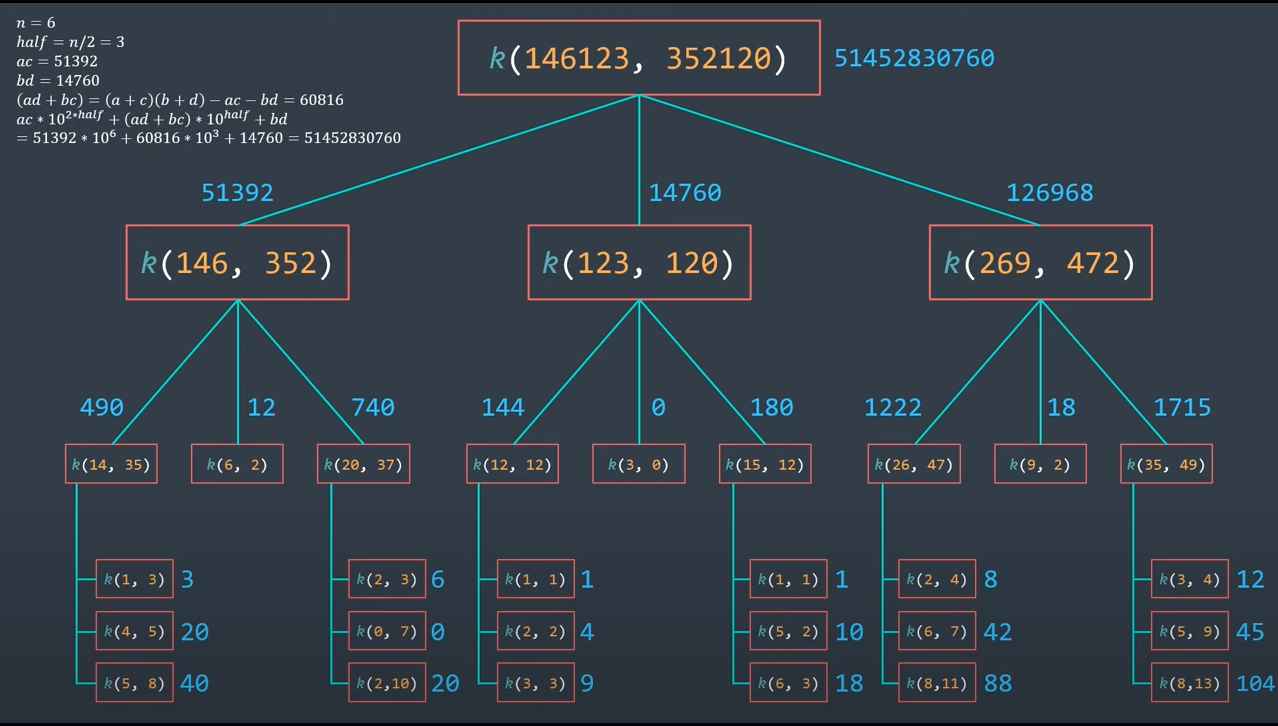 n = 6
half = n/2 = 3
ac = 51392
bd = 14760
(ad + bc) = (a + c)(b + d) − ac − bd = 60816
ac ∗ 10^{2∗half} + (ad + bc) ∗ 10^{half} + bd
= 51392 ∗ 10^6 + 60816 ∗ 10^3 + 14760 = 51452830760
k(146123, 352120) 51452830760
51392 14760 126968
k(146, 352) k(123, 120) k(269, 472)
490 12 740 144 0 180 1222 18 1715
k(14, 35) k(6, 2) k(20, 37) k(12, 12) k(3, 0) k(15, 12) k(26, 47) k(9, 2) k(35, 49)
k(1, 3) 3 k(2, 3) 6 k(1, 1) 1 k(1, 1) 1 k(2, 4) 8 k(3, 4) 12
k(4, 5) 20 k(0, 7) 0 k(2, 2) 4 k(5, 2) 10 k(6, 7) 42 k(5, 9) 45
k(5, 8) 40 k(2,10) 20 k(3, 3) 9 k(6, 3) 18 k(8,11) 88 k(8,13) 104